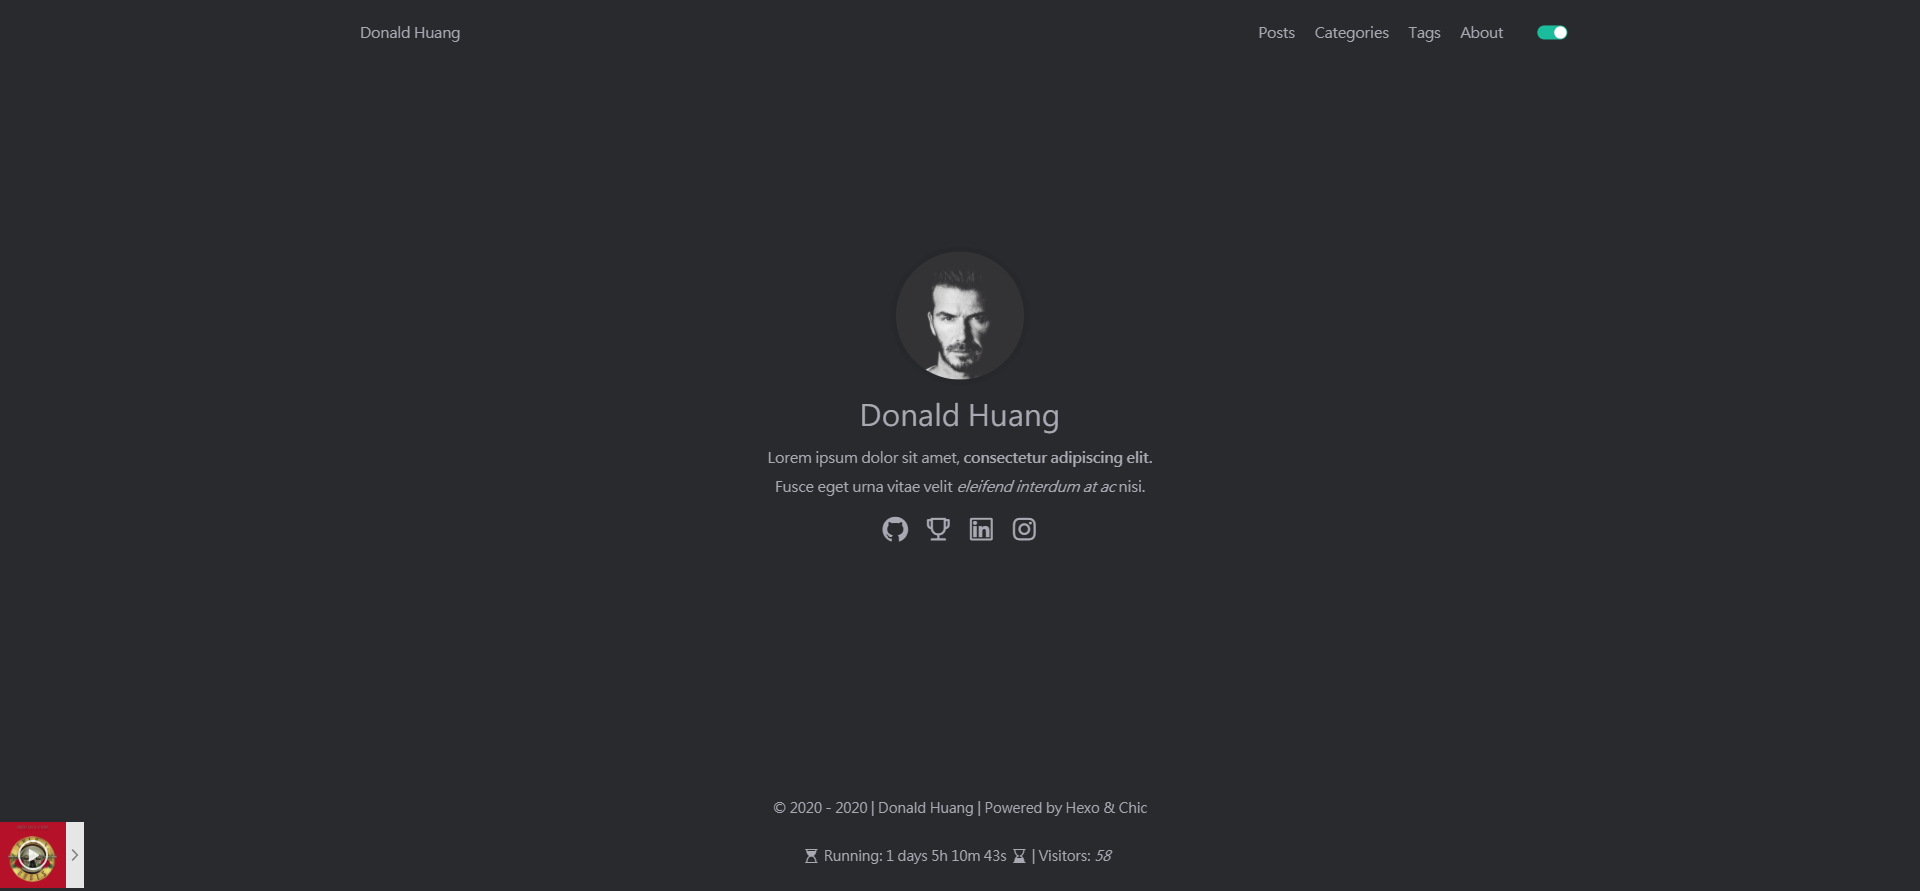 Donald Huang
Posts Categories Tags About
Donald Huang
Lorem ipsum dolor sit amet, consectetur adipiscing elit.
Fusce eget urna vitae velit eleifend interdum at ac nisi.
© 2020 - 2020 | Donald Huang | Powered by Hexo & Chic
Running: 1 days 5h 10m 43s | Visitors: 58